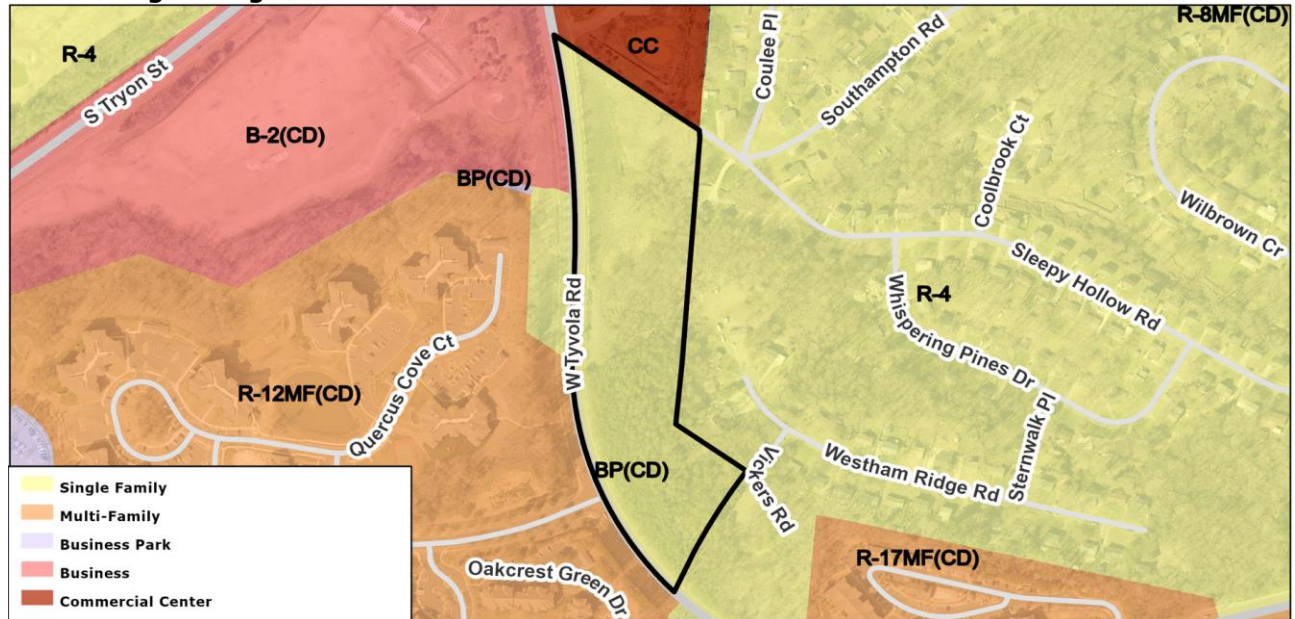 R-8MF(CD)
R-4
CC
S Tryon St
Coulee Pl
Southampton Rd
B-2(CD)
Coolbrook Ct
BP(CD)
Wilbrown Cr
Sleepy Hollow Rd
R-4
W Tyvola Rd
Whispering Pines Dr
Quercus Cove Ct
R-12MF(CD)
Sternwalk Pl
BP(CD)
Vickers Rd
Westham Ridge Rd
R-17MF(CD)
Oakcrest Green Dr
Single Family
Multi-Family
Business Park
Business
Commercial Center